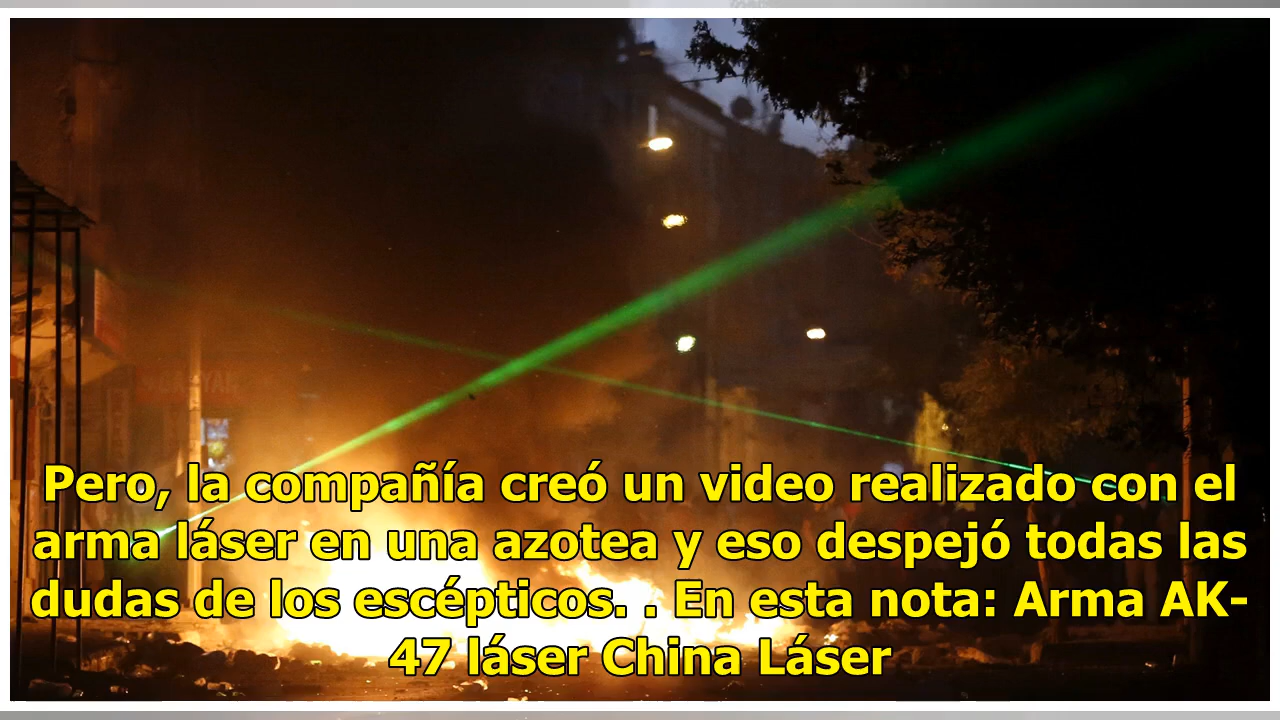 Pero, la compañía creó un video realizado con el
arma láser en una azotea y eso despejó todas las
dudas de los escépticos. . En esta nota: Arma AK-
47 láser China Láser